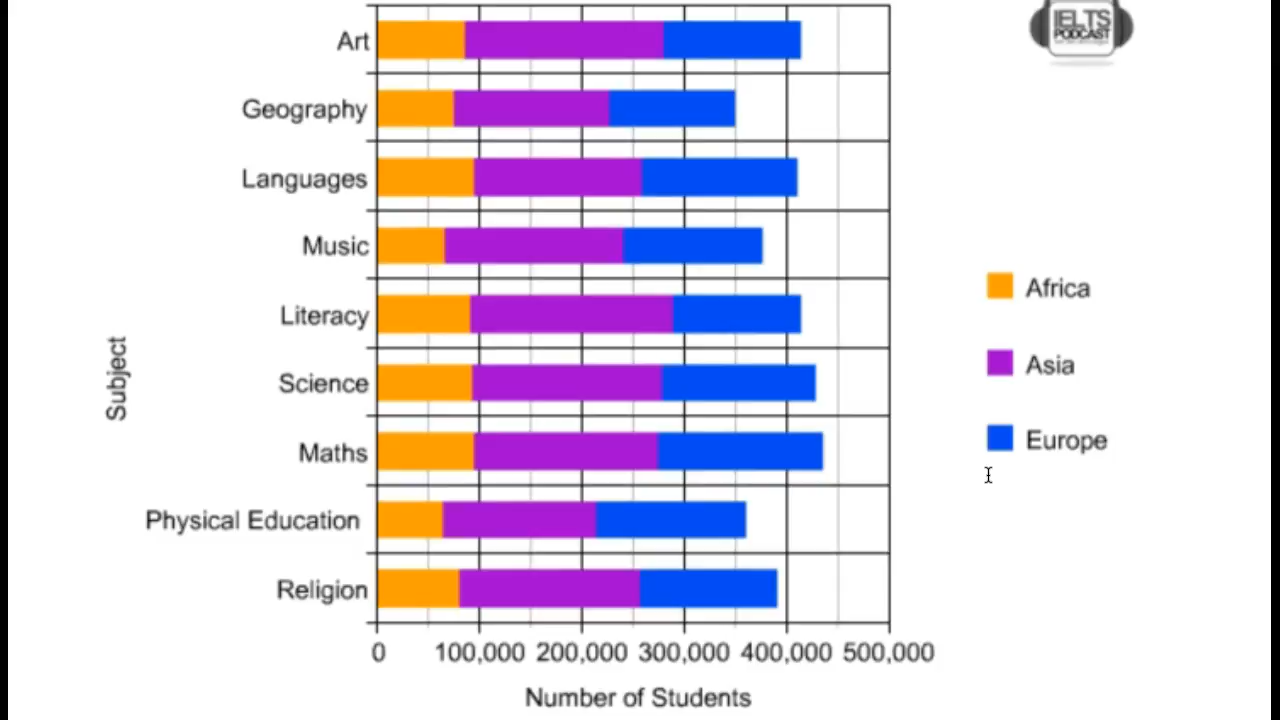 IELTS
PODCAST
Art
Geography
Languages
Music
Literacy
Science
Maths
Physical Education
Religion
Subject
0 100,000 200,000 300,000 400,000 500,000
Number of Students
Africa
Asia
Europe